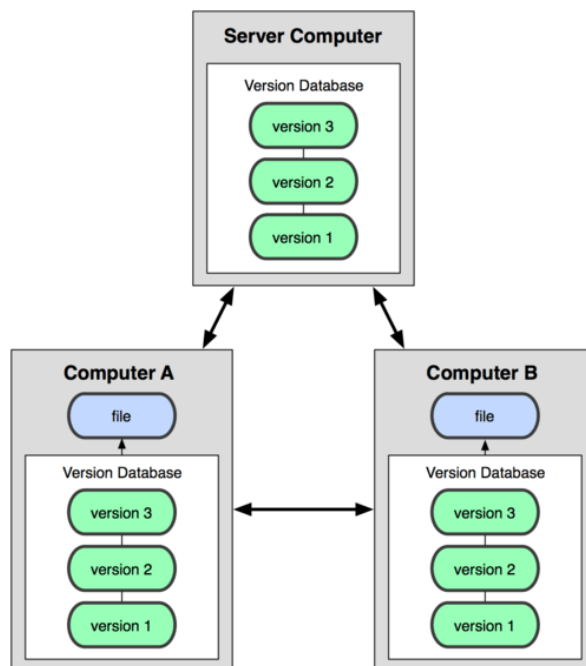 Server Computer
Version Database
version 3
version 2
version 1
Computer A
file
Version Database
version 3
version 2
version 1
Computer B
file
Version Database
version 3
version 2
version 1